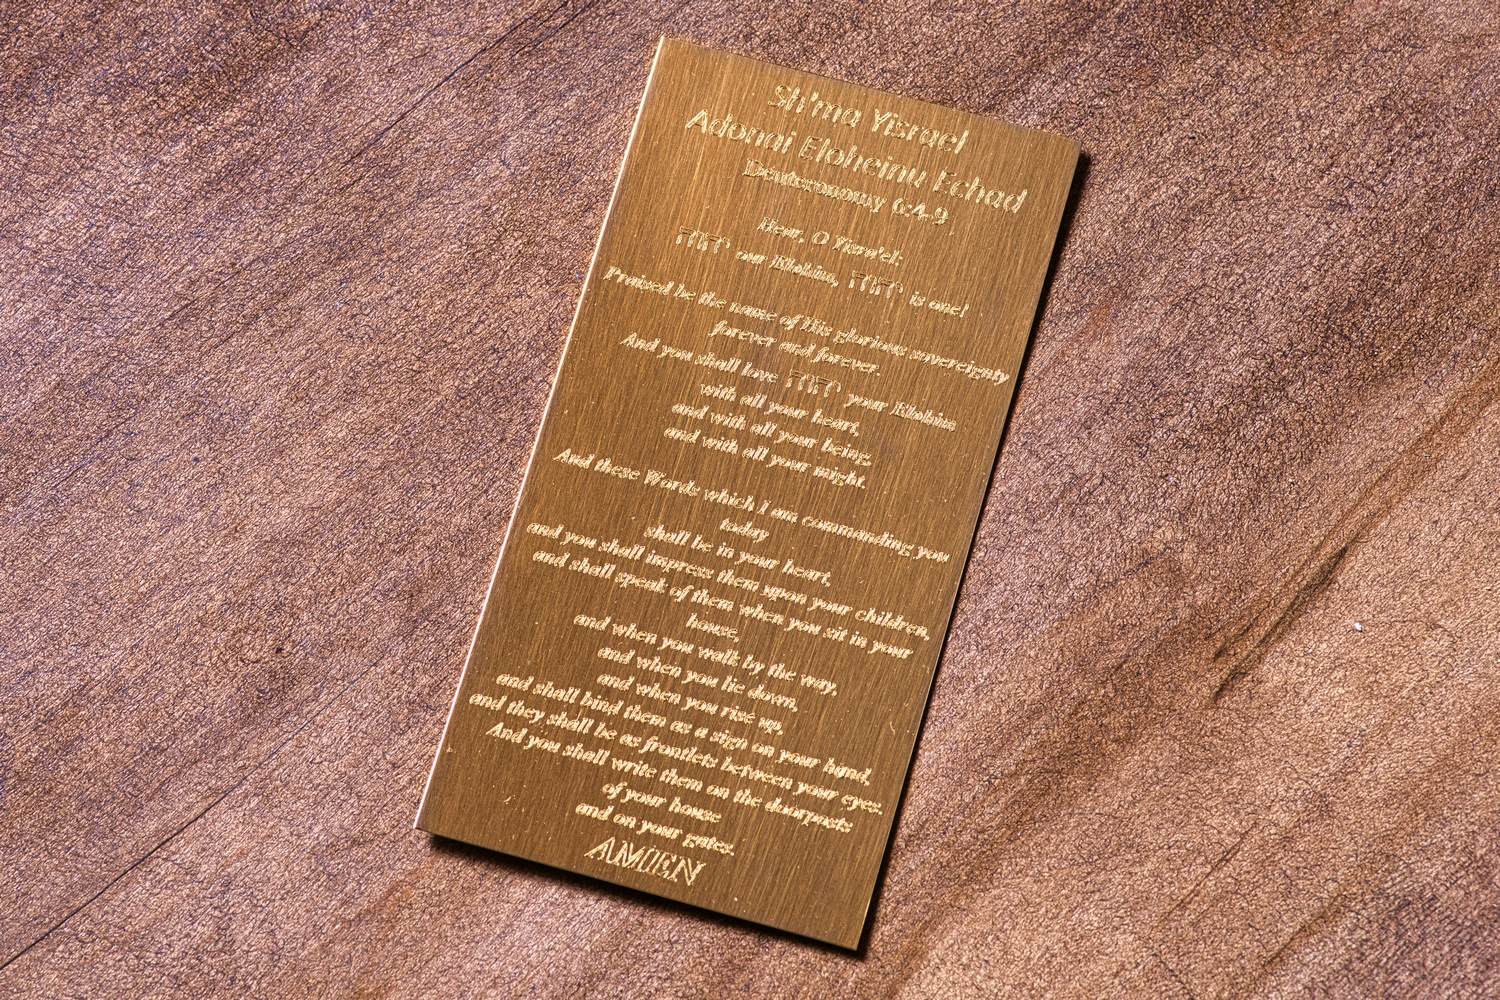 Sh'ma Yisrael
Adonai Eloheinu Echad
Deuteronomy 6:4-9
Hear, O Yisra'el:
יהוה our Elohim, יהוה is one!
Praised be the name of His glorious sovereignty
forever and forever.
And you shall love יהוה your Elohim
with all your heart,
and with all your being,
and with all your might.
And these Words which I am commanding you
today
shall be in your heart,
and you shall impress them upon your children,
and shall speak of them when you sit in your
house,
and when you walk by the way,
and when you lie down,
and when you rise up,
and shall bind them as a sign on your hand,
and they shall be as frontlets between your eyes.
And you shall write them on the doorposts
of your house
and on your gates.
AMEN